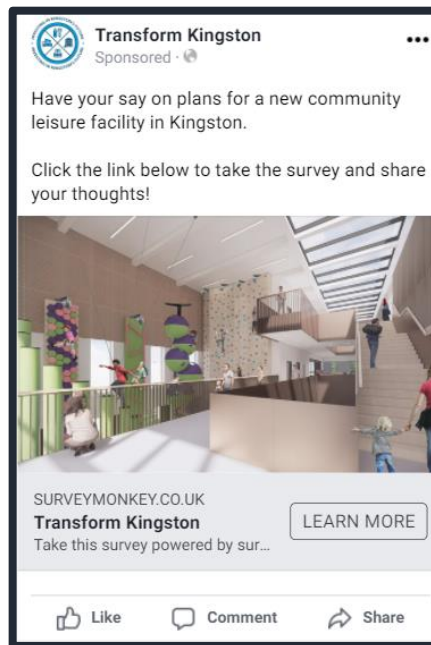 Transform Kingston
Sponsored ·
Have your say on plans for a new community
leisure facility in Kingston.
Click the link below to take the survey and share
your thoughts!
SURVEYMONKEY.CO.UK
Transform Kingston
Take this survey powered by sur...
LEARN MORE
Like
Comment
Share